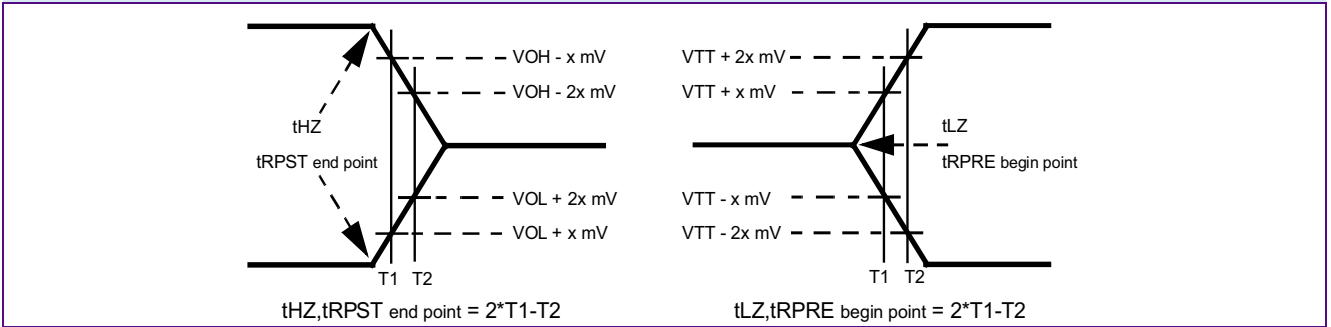 VOH - x mV
VOH - 2x mV
tHZ
tRPST end point
VOL + 2x mV
VOL + x mV
T1 T2
tHZ,tRPST end point = 2*T1-T2
VTT + 2x mV
VTT + x mV
tLZ
tRPRE begin point
VTT - x mV
VTT - 2x mV
T1 T2
tLZ,tRPRE begin point = 2*T1-T2